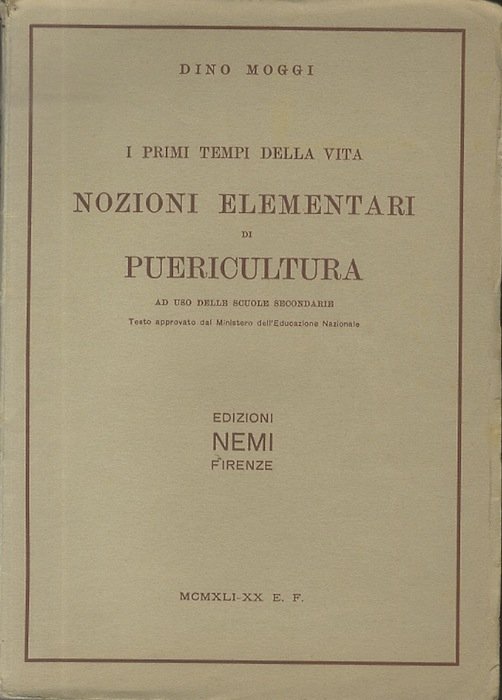 DINO MOGGI
I PRIMI TEMPI DELLA VITA
NOZIONI ELEMENTARI
DI
PUERICULTURA
AD USO DELLE SCUOLE SECONDARIE
Testo approvato dal Ministero dell'Educazione Nazionale
EDIZIONI
NEMI
FIRENZE
MCMXLI-XX E. F.